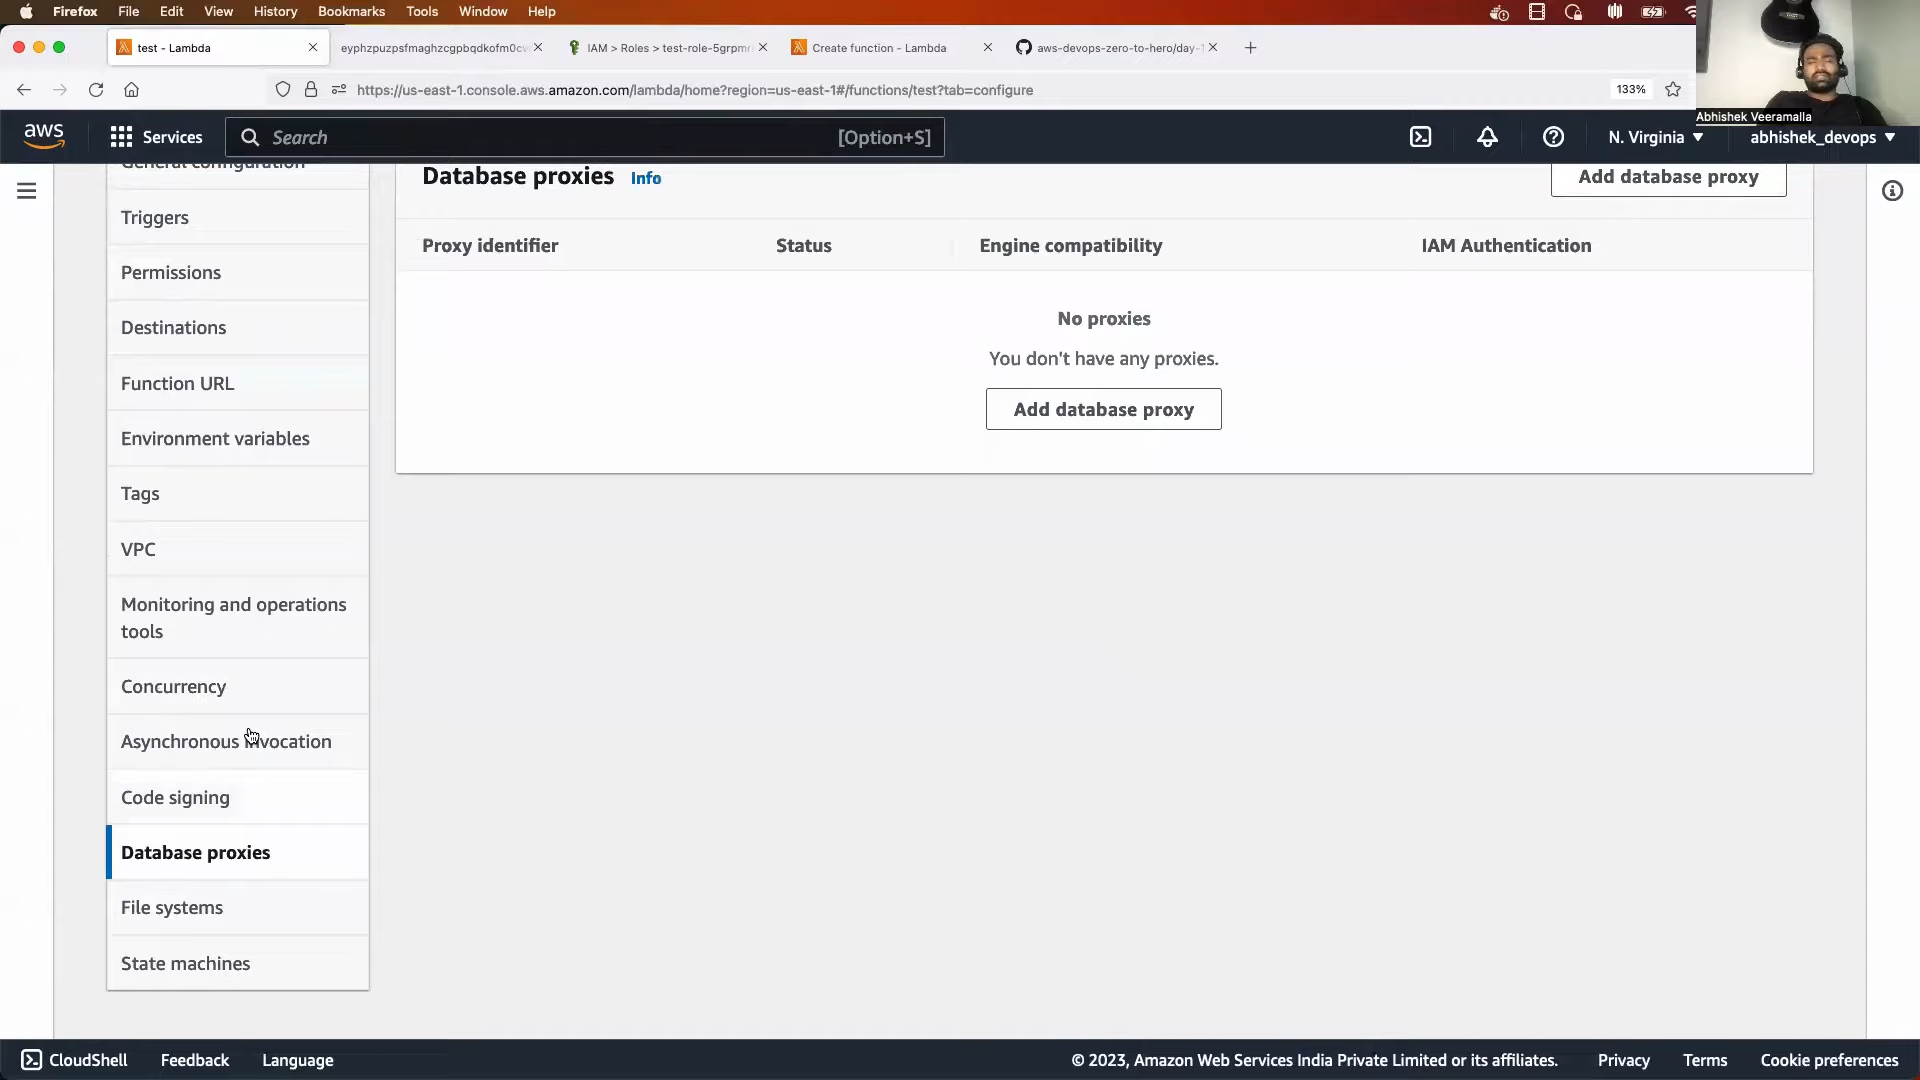 Firefox File Edit View History Bookmarks Tools Window Help
test - Lambda
IAM > Roles >
Create function - Lambda
aws-devops-zero-to-hero/day-
https://us-east-1.console.aws.amazon.com/lambda/home?region=us-east-1#/functions/test?tab=configure
133%
Abhishek Veeramalla
aws
Services
Search
[Option+S]
N. Virginia
abhishek_devops
General configuration
Triggers
Permissions
Destinations
Function URL
Environment variables
Tags
VPC
Monitoring and operations
tools
Concurrency
Asynchronous invocation
Code signing
Database proxies
File systems
State machines
Database proxies Info
Add database proxy
Proxy identifier Status Engine compatibility IAM Authentication
No proxies
You don't have any proxies.
Add database proxy
CloudShell Feedback Language
© 2023, Amazon Web Services India Private Limited or its affiliates. Privacy Terms Cookie preferences